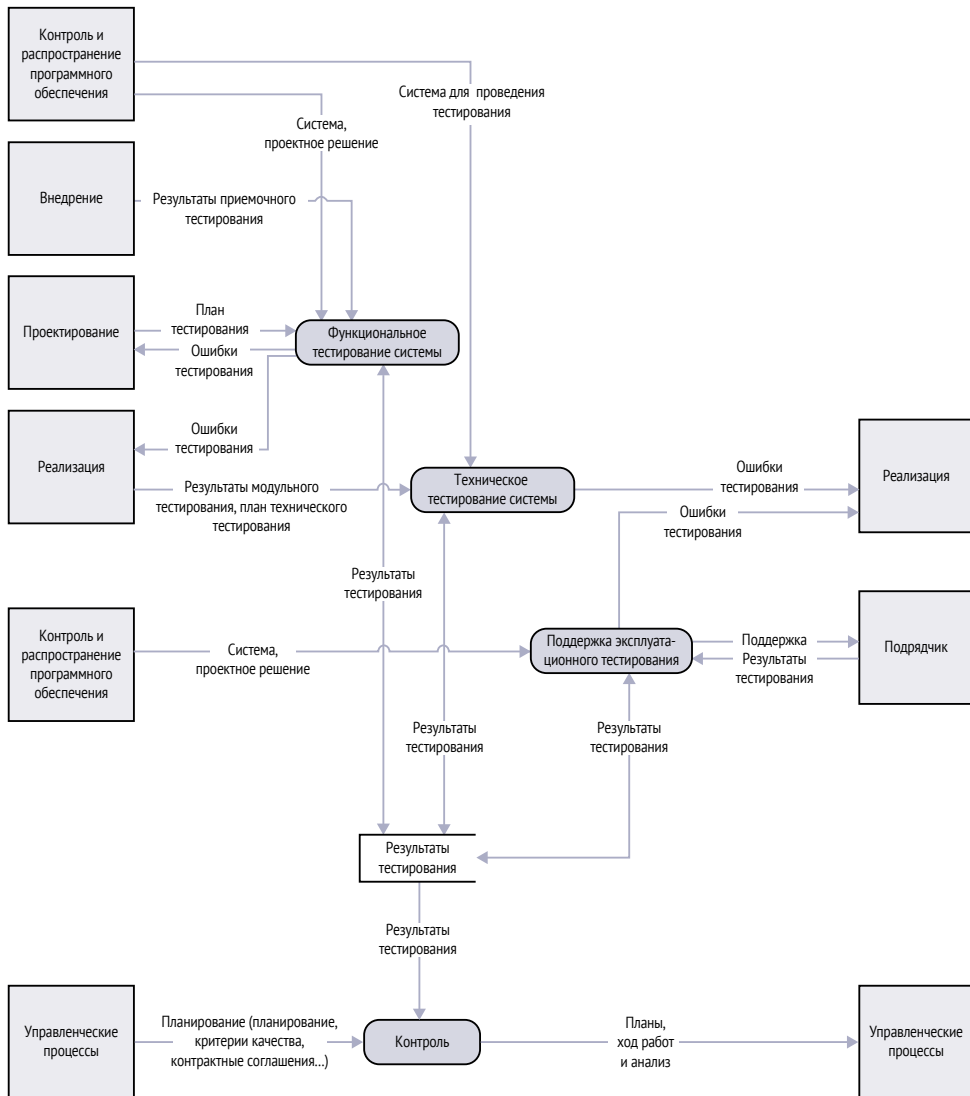 Контроль и
распространение
программного
обеспечения
Система для проведения
тестирования
Система,
проектное решение
Внедрение
Результаты приемочного
тестирования
Проектирование
План
тестирования
Ошибки
тестирования
Функциональное
тестирование системы
Реализация
Ошибки
тестирования
Результаты модульного
тестирования, план технического
тестирования
Техническое
тестирование системы
Ошибки
тестирования
Ошибки
тестирования
Реализация
Результаты
тестирования
Контроль и
распространение
программного
обеспечения
Система,
проектное решение
Поддержка эксплуата-
ационного тестирования
Поддержка
Результаты
тестирования
Подрядчик
Результаты
тестирования
Результаты
тестирования
Результаты
тестирования
Результаты
тестирования
Управленческие
процессы
Планирование (планирование,
критерии качества,
контрактные соглашения...)
Контроль
Планы,
ход работ
и анализ
Управленческие
процессы